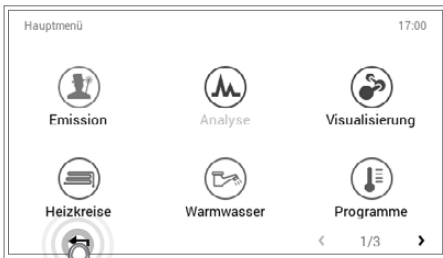 Hauptmenü 17:00
Emission Analyse Visualisierung
Heizkreise Warmwasser Programme
< 1/3 >